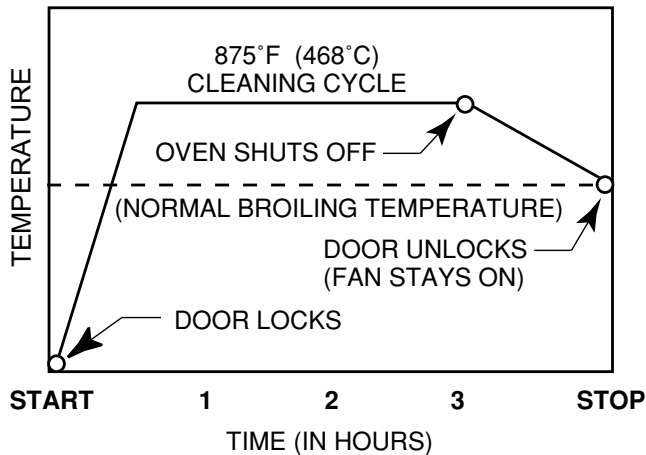 875˚F (468˚C)
CLEANING CYCLE
TEMPERATURE
OVEN SHUTS OFF
(NORMAL BROILING TEMPERATURE)
DOOR UNLOCKS
(FAN STAYS ON)
DOOR LOCKS
START 1 2 3 STOP
TIME (IN HOURS)